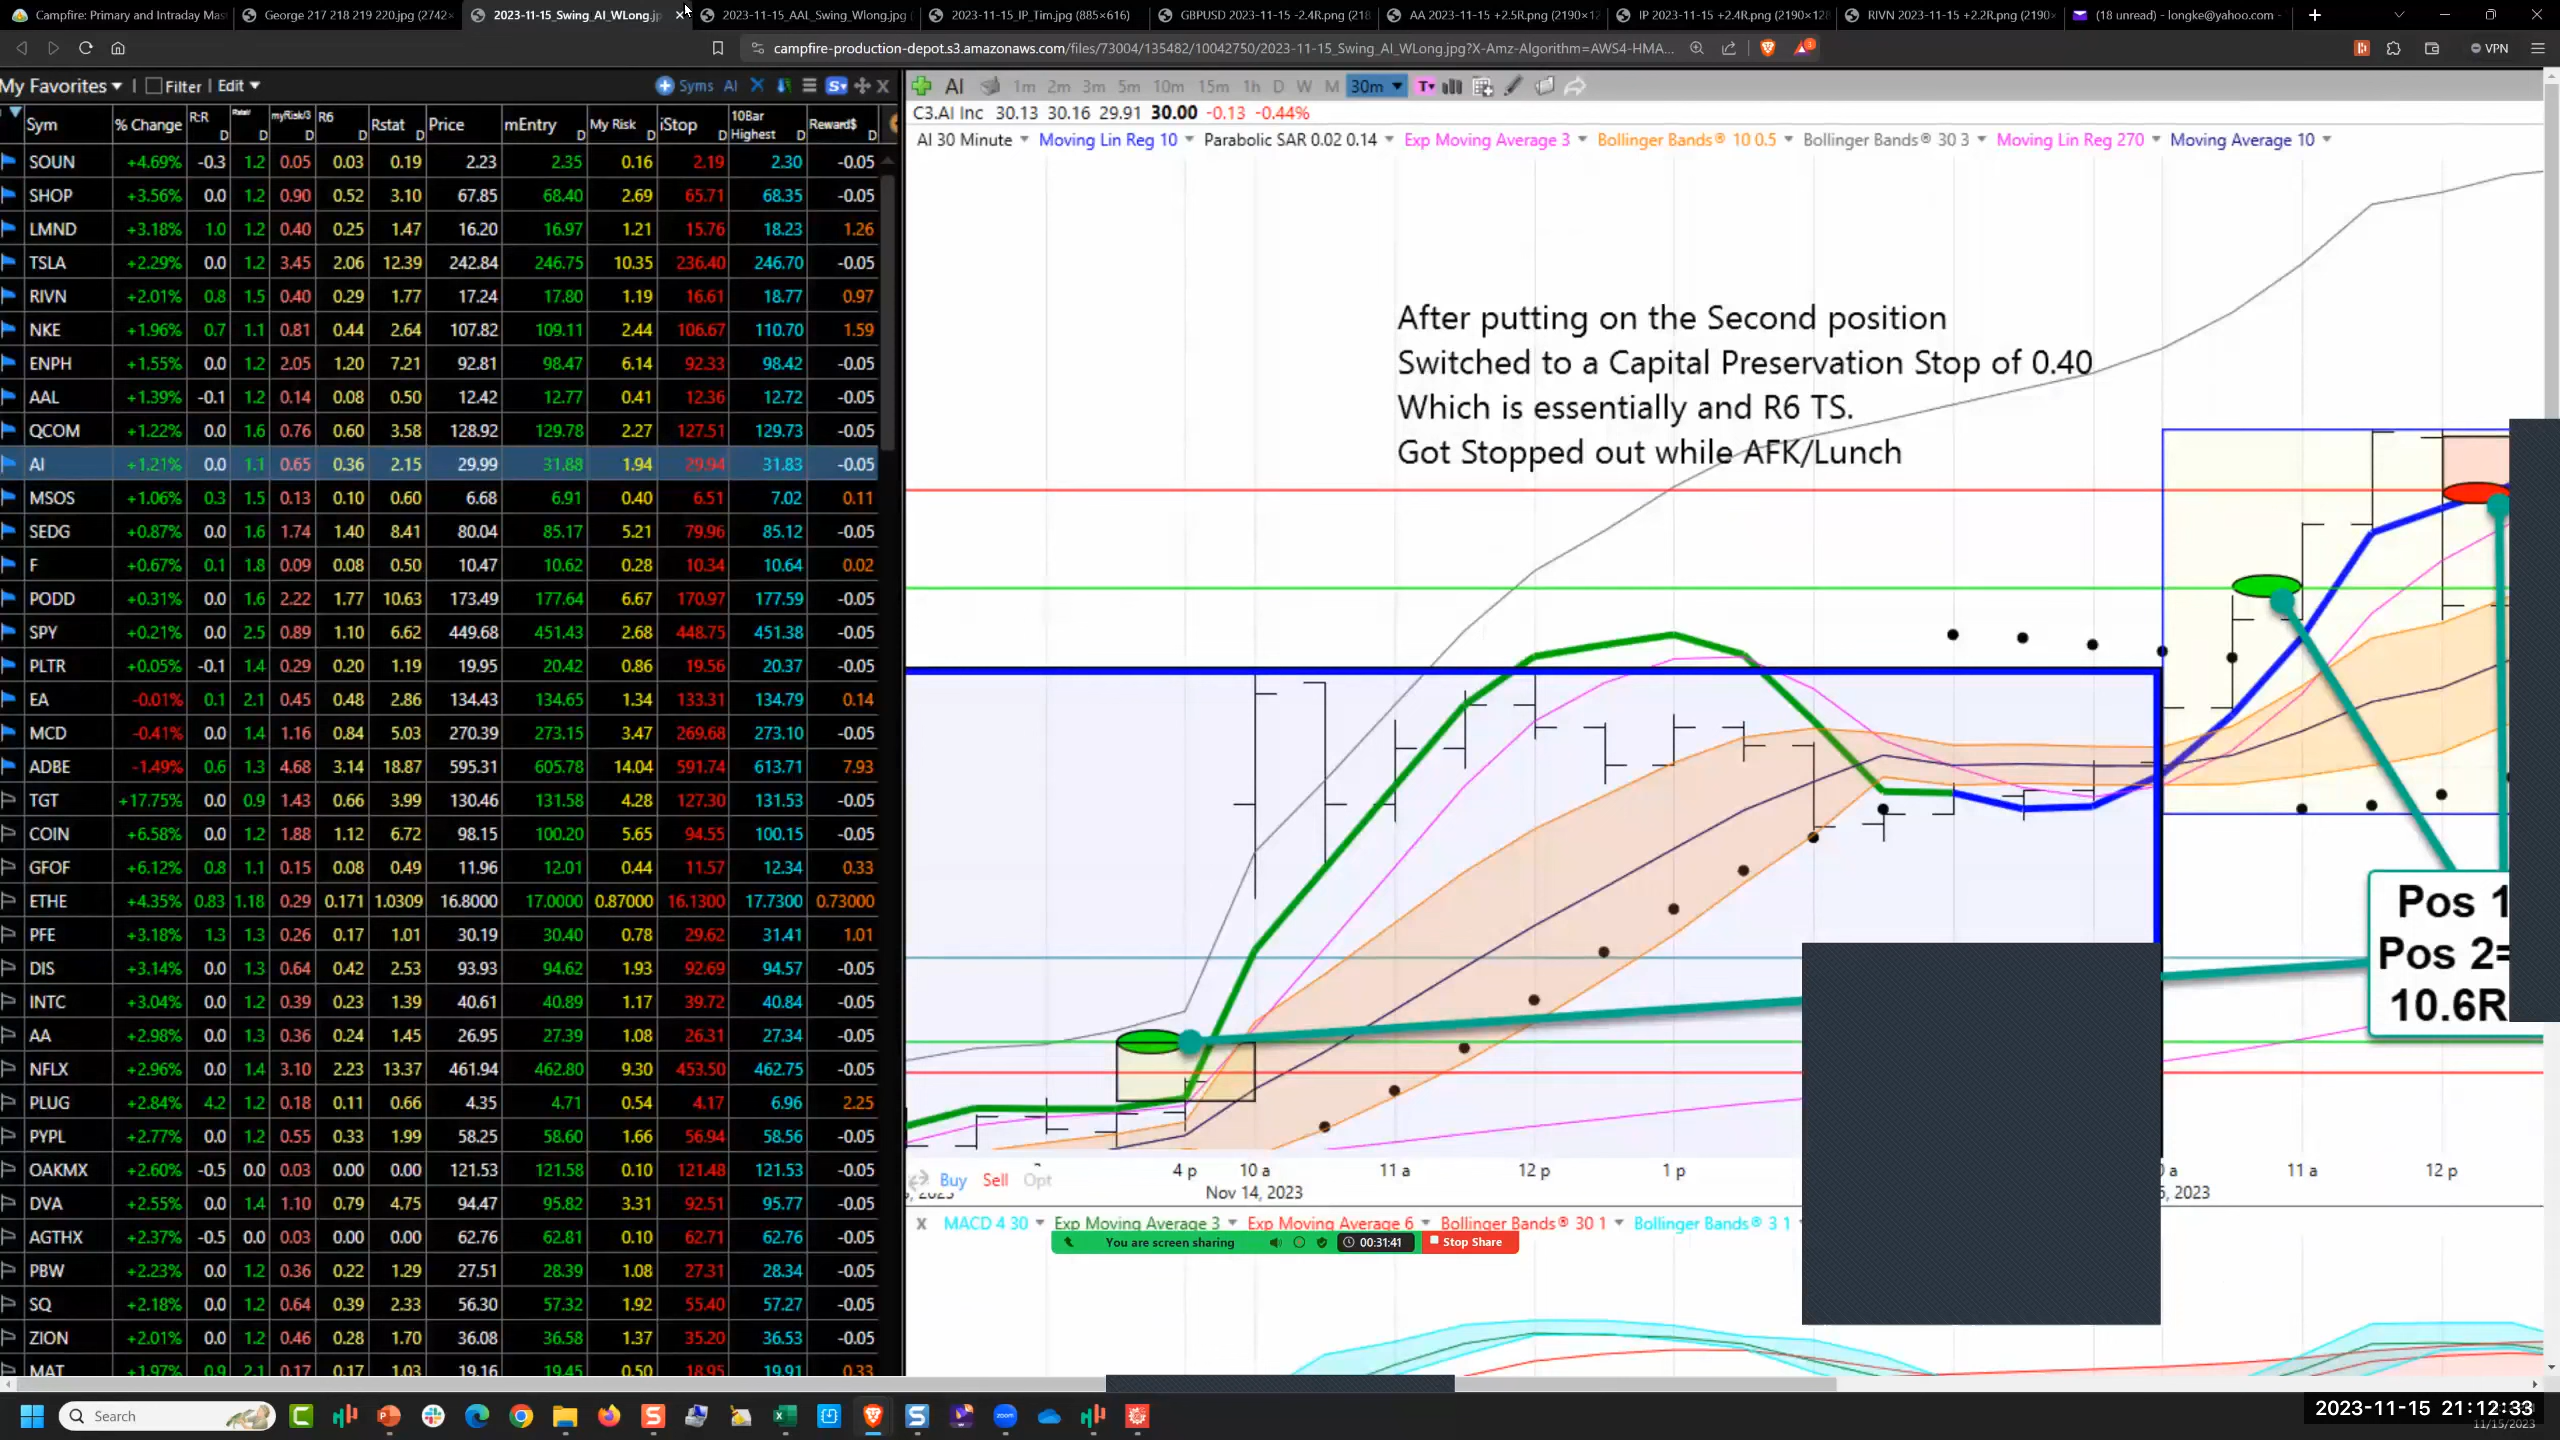 Campfire: Primary and Intraday Mas
George 217 218 219 220.jpg (2742×
2023-11-15_Swing_AI_WLong.jp
2023-11-15_AAL_Swing_Wlong.jpg (
2023-11-15_IP_Tim.jpg (885×616)
GBPUSD 2023-11-15 -2.4R.png (218
AA 2023-11-15 +2.5R.png (2190×12
IP 2023-11-15 +2.4R.png (2190×128
RIVN 2023-11-15 +2.2R.png (2190×
(18 unread) - longke@yahoo.com -
campfire-production-depot.s3.amazonaws.com/files/73004/135482/10042750/2023-11-15_Swing_AI_WLong.jpg?X-Amz-Algorithm=AWS4-HMA...
VPN
My Favorites Filter Edit Syms AI
AI 1m 2m 3m 5m 10m 15m 1h D W M 30m
C3.AI Inc 30.13 30.16 29.91 30.00 -0.13 -0.44%
AI 30 Minute Moving Lin Reg 10 Parabolic SAR 0.02 0.14 Exp Moving Average 3 Bollinger Bands® 10 0.5 Bollinger Bands® 30 3 Moving Lin Reg 270 Moving Average 10
Sym % Change R:R D D myRisk/3 D R6 D Rstat D Price mEntry D My Risk D iStop D 10Bar Highest D Reward$ D
SOUN +4.69% -0.3 1.2 0.05 0.03 0.19 2.23 2.35 0.16 2.19 2.30 -0.05
SHOP +3.56% 0.0 1.2 0.90 0.52 3.10 67.85 68.40 2.69 65.71 68.35 -0.05
LMND +3.18% 1.0 1.2 0.40 0.25 1.47 16.20 16.97 1.21 15.76 18.23 1.26
TSLA +2.29% 0.0 1.2 3.45 2.06 12.39 242.84 246.75 10.35 236.40 246.70 -0.05
RIVN +2.01% 0.8 1.5 0.40 0.29 1.77 17.24 17.80 1.19 16.61 18.77 0.97
NKE +1.96% 0.7 1.1 0.81 0.44 2.64 107.82 109.11 2.44 106.67 110.70 1.59
ENPH +1.55% 0.0 1.2 2.05 1.20 7.21 92.81 98.47 6.14 92.33 98.42 -0.05
AAL +1.39% -0.1 1.2 0.14 0.08 0.50 12.42 12.77 0.41 12.36 12.72 -0.05
QCOM +1.22% 0.0 1.6 0.76 0.60 3.58 128.92 129.78 2.27 127.51 129.73 -0.05
AI +1.21% 0.0 1.1 0.65 0.36 2.15 29.99 31.88 1.94 29.94 31.83 -0.05
MSOS +1.06% 0.3 1.5 0.13 0.10 0.60 6.68 6.91 0.40 6.51 7.02 0.11
SEDG +0.87% 0.0 1.6 1.74 1.40 8.41 80.04 85.17 5.21 79.96 85.12 -0.05
F +0.67% 0.1 1.8 0.09 0.08 0.50 10.47 10.62 0.28 10.34 10.64 0.02
PODD +0.31% 0.0 1.6 2.22 1.77 10.63 173.49 177.64 6.67 170.97 177.59 -0.05
SPY +0.21% 0.0 2.5 0.89 1.10 6.62 449.68 451.43 2.68 448.75 451.38 -0.05
PLTR +0.05% -0.1 1.4 0.29 0.20 1.19 19.95 20.42 0.86 19.56 20.37 -0.05
EA -0.01% 0.1 2.1 0.45 0.48 2.86 134.43 134.65 1.34 133.31 134.79 0.14
MCD -0.41% 0.0 1.4 1.16 0.84 5.03 270.39 273.15 3.47 269.68 273.10 -0.05
ADBE -1.49% 0.6 1.3 4.68 3.14 18.87 595.31 605.78 14.04 591.74 613.71 7.93
TGT +17.75% 0.0 0.9 1.43 0.66 3.99 130.46 131.58 4.28 127.30 131.53 -0.05
COIN +6.58% 0.0 1.2 1.88 1.12 6.72 98.15 100.20 5.65 94.55 100.15 -0.05
GFOF +6.12% 0.8 1.1 0.15 0.08 0.49 11.96 12.01 0.44 11.57 12.34 0.33
ETHE +4.35% 0.83 1.18 0.29 0.171 1.0309 16.8000 17.0000 0.87000 16.1300 17.7300 0.73000
PFE +3.18% 1.3 1.3 0.26 0.17 1.01 30.19 30.40 0.78 29.62 31.41 1.01
DIS +3.14% 0.0 1.3 0.64 0.42 2.53 93.93 94.62 1.93 92.69 94.57 -0.05
INTC +3.04% 0.0 1.2 0.39 0.23 1.39 40.61 40.89 1.17 39.72 40.84 -0.05
AA +2.98% 0.0 1.3 0.36 0.24 1.45 26.95 27.39 1.08 26.31 27.34 -0.05
NFLX +2.96% 0.0 1.4 3.10 2.23 13.37 461.94 462.80 9.30 453.50 462.75 -0.05
PLUG +2.84% 4.2 1.2 0.18 0.11 0.66 4.35 4.71 0.54 4.17 6.96 2.25
PYPL +2.77% 0.0 1.2 0.55 0.33 1.99 58.25 58.60 1.66 56.94 58.56 -0.05
OAKMX +2.60% -0.5 0.0 0.03 0.00 0.00 121.53 121.58 0.10 121.48 121.53 -0.05
DVA +2.55% 0.0 1.4 1.10 0.79 4.75 94.47 95.82 3.31 92.51 95.77 -0.05
AGTHX +2.37% -0.5 0.0 0.03 0.00 0.00 62.76 62.81 0.10 62.71 62.76 -0.05
PBW +2.23% 0.0 1.2 0.36 0.22 1.29 27.51 28.39 1.08 27.31 28.34 -0.05
SQ +2.18% 0.0 1.2 0.64 0.39 2.33 56.30 57.32 1.92 55.40 57.27 -0.05
ZION +2.01% 0.0 1.2 0.46 0.28 1.70 36.08 36.58 1.37 35.20 36.53 -0.05
MAT +1.97% 0.9 2.1 0.17 0.17 1.03 19.16 19.45 0.50 18.95 19.91 0.33
After putting on the Second position
Switched to a Capital Preservation Stop of 0.40
Which is essentially and R6 TS.
Got Stopped out while AFK/Lunch
Pos 1
Pos 2=
10.6R
4 p 10 a 11 a 12 p 1 p 11 a 12 p
Buy Sell Opt
Nov 14, 2023
X MACD 4 30 Exp Moving Average 3 Exp Moving Average 6 Bollinger Bands® 30 1 Bollinger Bands® 3 1
You are screen sharing 00:31:41 Stop Share
Search
2023-11-15 21:12:33
11/15/2023